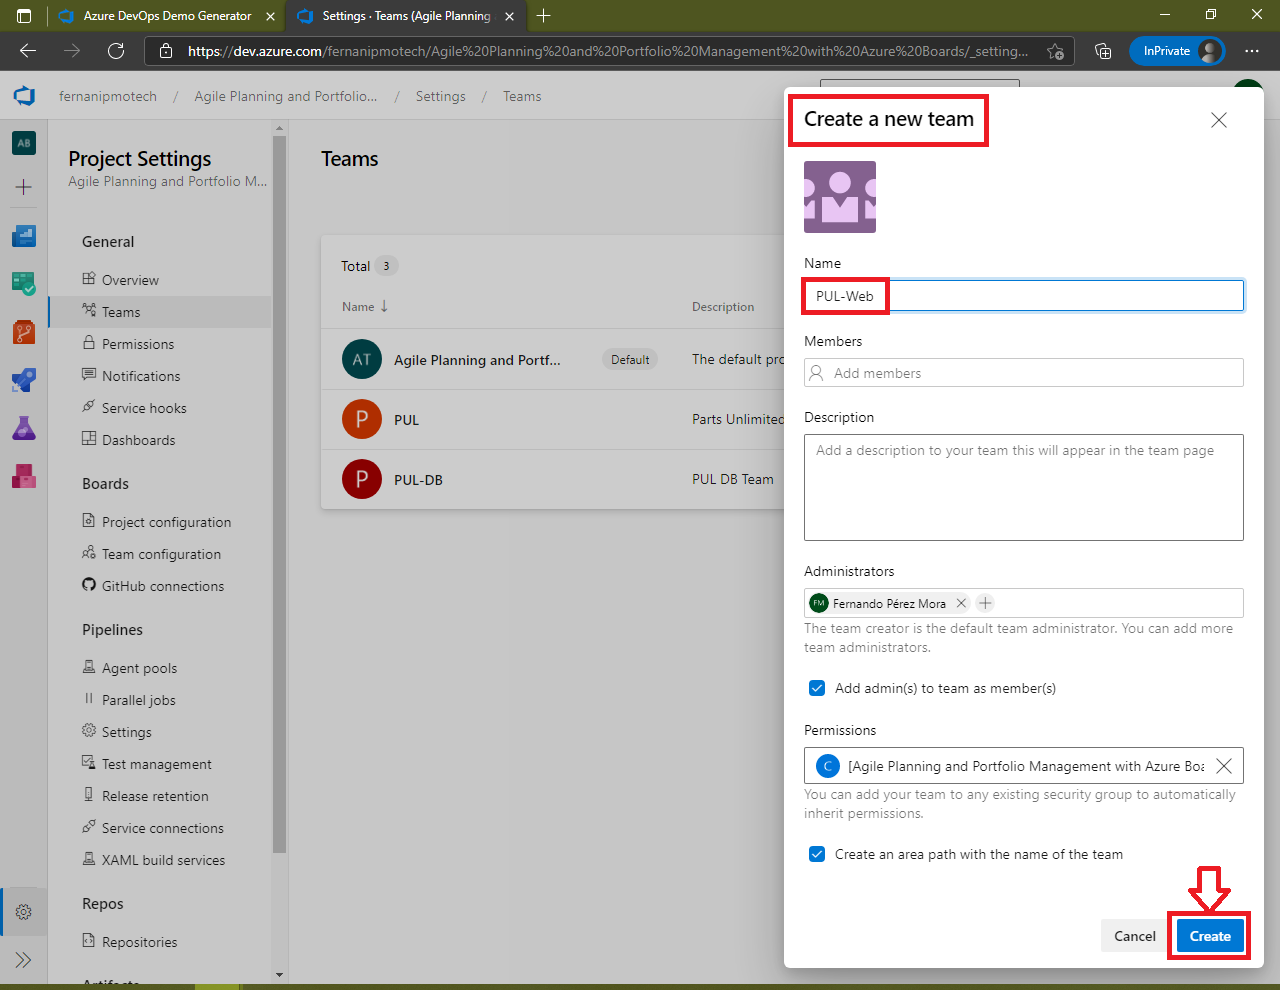 Azure DevOps Demo Generator
Settings · Teams (Agile Planning
https://dev.azure.com/fernanipmotech/Agile%20Planning%20and%20Portfolio%20Management%20with%20Azure%20Boards/_setting...
InPrivate
fernanipmotech / Agile Planning and Portfolio... / Settings / Teams
AB
Project Settings
Agile Planning and Portfolio M...
General
Overview
Teams
Permissions
Notifications
Service hooks
Dashboards
Boards
Project configuration
Team configuration
GitHub connections
Pipelines
Agent pools
Parallel jobs
Settings
Test management
Release retention
Service connections
XAML build services
Repos
Repositories
Artifacts
Teams
Total 3
Name ↓ Description
AT Agile Planning and Portf... Default The default pro
P PUL Parts Unlimited
P PUL-DB PUL DB Team
Create a new team
Name
PUL-Web
Members
Add members
Description
Add a description to your team this will appear in the team page
Administrators
FM Fernando Pérez Mora
The team creator is the default team administrator. You can add more
team administrators.
Add admin(s) to team as member(s)
Permissions
C [Agile Planning and Portfolio Management with Azure Boa
You can add your team to any existing security group to automatically
inherit permissions.
Create an area path with the name of the team
Cancel Create